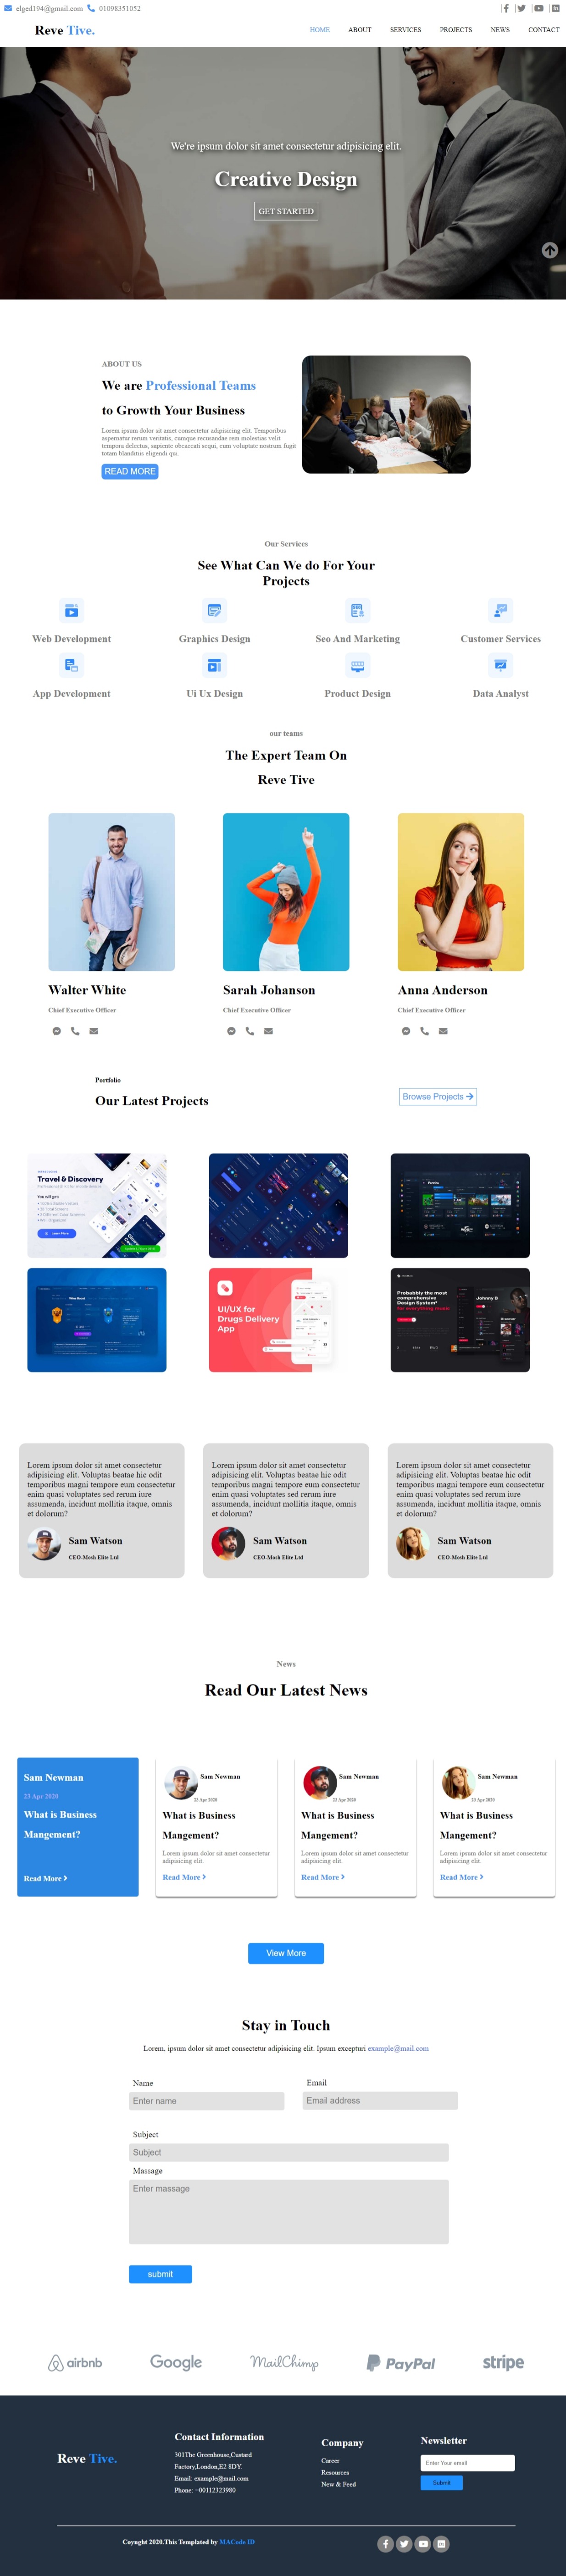 elged194@gmail.com 01098351052
Reve Tive.
HOME ABOUT SERVICES PROJECTS NEWS CONTACT
We're ipsum dolor sit amet consectetur adipisicing elit.
Creative Design
GET STARTED
ABOUT US
We are Professional Teams
to Growth Your Business
Lorem ipsum dolor sit amet consectetur adipisicing elit. Temporibus
aspernatur rerum veritatis, cumque recusandae rem molestias velit
tempora delectus, sapiente obcaecati sequi, eum voluptate nostrum fugit
totam blanditiis eligendi qui.
READ MORE
Our Services
See What Can We do For Your
Projects
Web Development
Graphics Design
Seo And Marketing
Customer Services
App Development
Ui Ux Design
Product Design
Data Analyst
our teams
The Expert Team On
Reve Tive
Walter White
Chief Executive Officer
Sarah Johanson
Chief Executive Officer
Anna Anderson
Chief Executive Officer
Portfolio
Our Latest Projects
Browse Projects
Travel & Discovery
You will get:
UI/UX for
Drugs Delivery
App
Probably the most
comprehensive
Design System*
For everything music
Johnny B
Discover
Lorem ipsum dolor sit amet consectetur
adipisicing elit. Voluptas beatae hic odit
temporibus magni tempore eum consectetur
enim quasi voluptates sed rerum iure
assumenda, incidunt mollitia itaque, omnis
et dolorum?
Sam Watson
CEO-Mosh Elite Ltd
Lorem ipsum dolor sit amet consectetur
adipisicing elit. Voluptas beatae hic odit
temporibus magni tempore eum consectetur
enim quasi voluptates sed rerum iure
assumenda, incidunt mollitia itaque, omnis
et dolorum?
Sam Watson
CEO-Mosh Elite Ltd
Lorem ipsum dolor sit amet consectetur
adipisicing elit. Voluptas beatae hic odit
temporibus magni tempore eum consectetur
enim quasi voluptates sed rerum iure
assumenda, incidunt mollitia itaque, omnis
et dolorum?
Sam Watson
CEO-Mosh Elite Ltd
News
Read Our Latest News
Sam Newman
23 Apr 2020
What is Business
Mangement?
Read More
Sam Newman
23 Apr 2020
What is Business
Mangement?
Lorem ipsum dolor sit amet consectetur
adipisicing elit.
Read More
Sam Newman
23 Apr 2020
What is Business
Mangement?
Lorem ipsum dolor sit amet consectetur
adipisicing elit.
Read More
Sam Newman
23 Apr 2020
What is Business
Mangement?
Lorem ipsum dolor sit amet consectetur
adipisicing elit.
Read More
View More
Stay in Touch
Lorem, ipsum dolor sit amet consectetur adipisicing elit. Ipsum excepturi example@mail.com
Name
Enter name
Email
Email address
Subject
Subject
Massage
Enter massage
submit
airbnb Google MailChimp PayPal stripe
Reve Tive.
Contact Information
301The Greenhouse,Custard
Factory,London,E2 8DY.
Email: example@mail.com
Phone: +00112323980
Company
Career
Resources
New & Feed
Newsletter
Enter Your email
Submit
Coyright 2020.This Templated by MACode ID